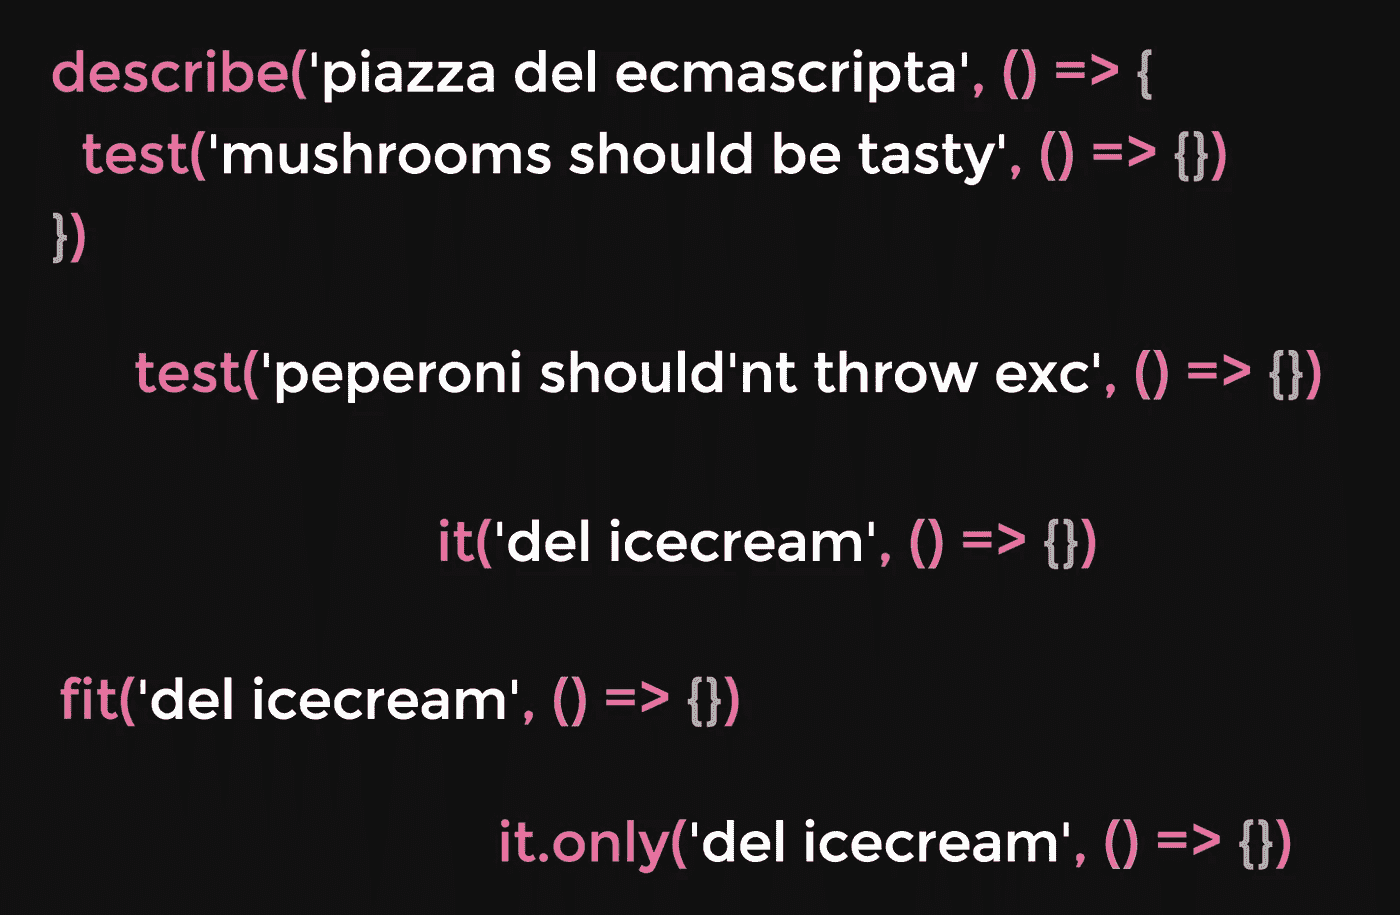 describe('piazza del ecmascripta', () => {
test('mushrooms should be tasty', () => {})
})
test('peperoni should'nt throw exc', () => {})
it('del icecream', () => {})
fit('del icecream', () => {})
it.only('del icecream', () => {})